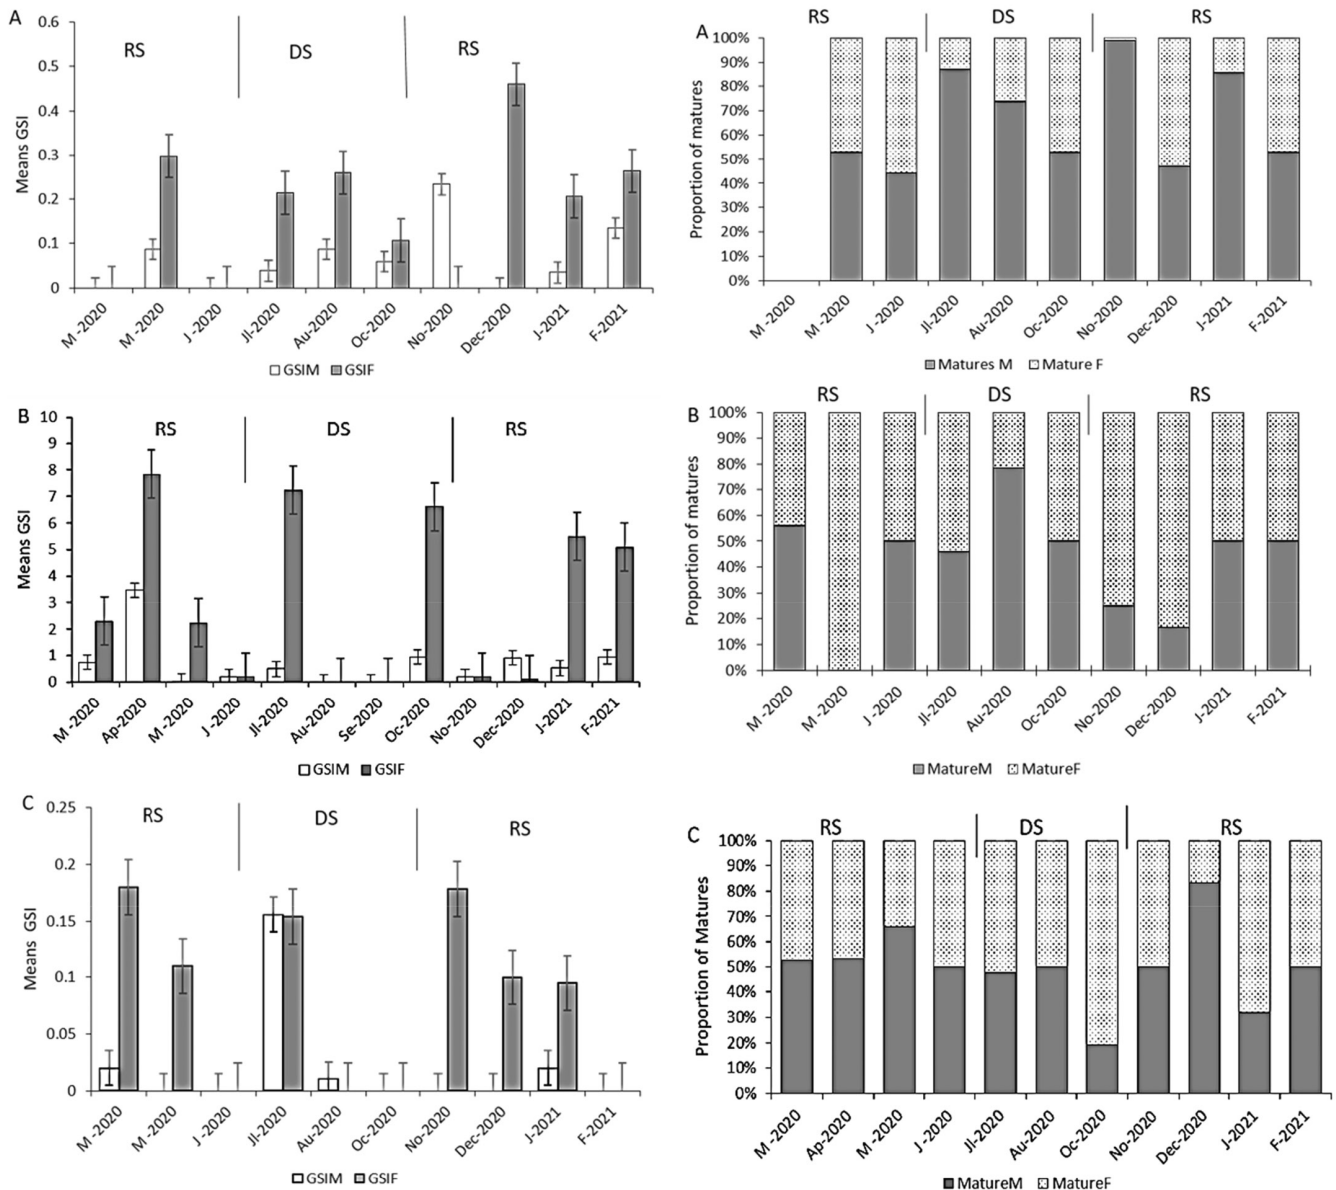 A
RS DS RS
Means GSI
0.6
0.5
0.4
0.3
0.2
0.1
0
M -2020 M -2020 J -2020 Jl-2020 Au-2020 Oc-2020 No-2020 Dec-2020 J-2021 F-2021
GSIM GSIF
A
RS DS RS
Proportion of matures
100%
90%
80%
70%
60%
50%
40%
30%
20%
10%
0%
M -2020 M -2020 J -2020 Jl-2020 Au-2020 Oc-2020 No-2020 Dec-2020 J-2021 F-2021
Matures M Mature F
B
RS DS RS
Means GSI
10
9
8
7
6
5
4
3
2
1
0
M -2020 Ap-2020 M -2020 J -2020 Jl-2020 Au-2020 Se-2020 Oc-2020 No-2020 Dec-2020 J-2021 F-2021
GSIM GSIF
B
RS DS RS
Proportion of matures
100%
90%
80%
70%
60%
50%
40%
30%
20%
10%
0%
M -2020 M -2020 J -2020 Jl-2020 Au-2020 Oc-2020 No-2020 Dec-2020 J-2021 F-2021
MatureM MatureF
C
RS DS RS
Means GSI
0.25
0.2
0.15
0.1
0.05
0
M -2020 M -2020 J -2020 Jl-2020 Au-2020 Oc-2020 No-2020 Dec-2020 J-2021 F-2021
GSIM GSIF
C
RS DS RS
Proportion of Matures
100%
90%
80%
70%
60%
50%
40%
30%
20%
10%
0%
M -2020 Ap-2020 M -2020 J -2020 Jl-2020 Au-2020 Oc-2020 No-2020 Dec-2020 J-2021 F-2021
MatureM MatureF